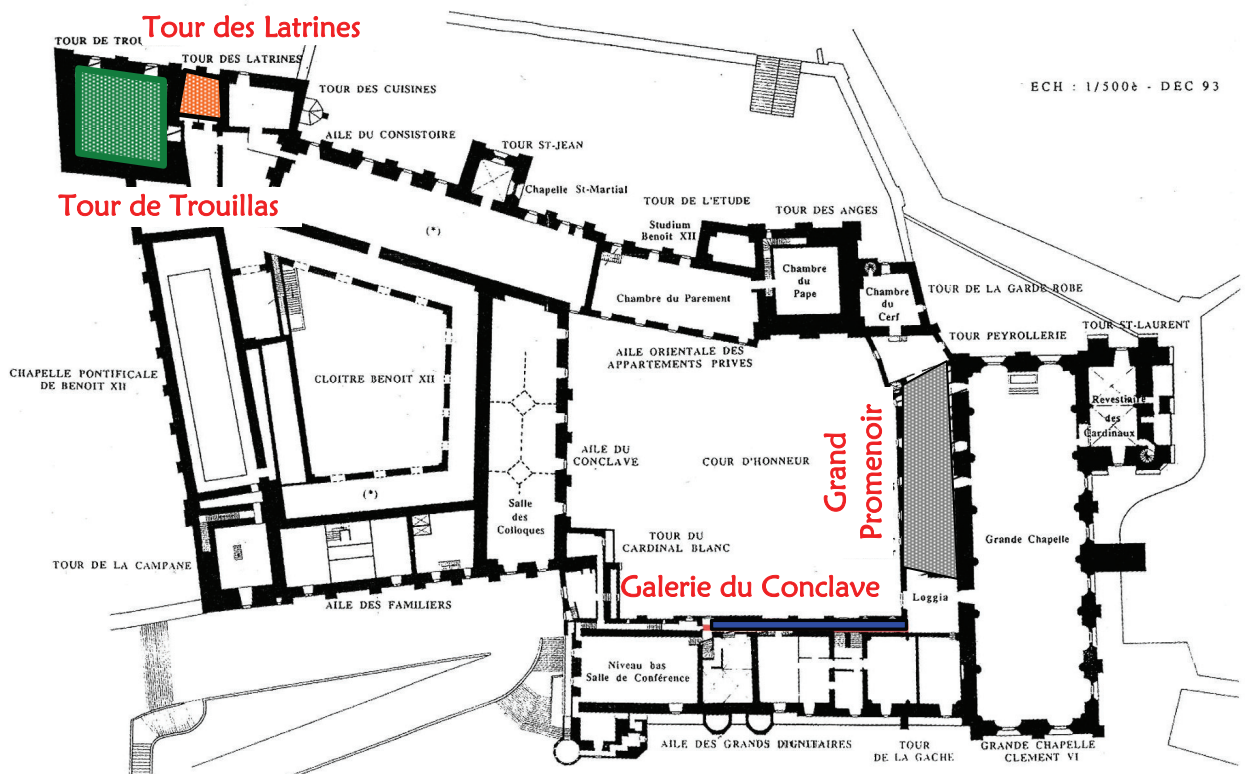 Tour des Latrines
TOUR DE TROU
TOUR DES LATRINES
TOUR DES CUISINES
ECH : 1/500è - DEC 93
AILE DU CONSISTOIRE
TOUR ST-JEAN
Chapelle St-Martial
Tour de Trouillas
TOUR DE L'ETUDE
Studium
Benoit XII
TOUR DES ANGES
(*)
Chambre
du
Pape
Chambre du Parement
Chambre
du
Cerf
TOUR DE LA GARDE ROBE
TOUR PEYROLLERIE
TOUR ST-LAURENT
AILE ORIENTALE DES
APPARTEMENTS PRIVES
CHAPELLE PONTIFICALE
DE BENOIT XII
CLOITRE BENOIT XII
Revestiaire
des
Cardinaux
AILE DU
CONCLAVE
COUR D'HONNEUR
Grand
Promenoir
(*)
Salle
des
Colloques
TOUR DU
CARDINAL BLANC
Grande Chapelle
TOUR DE LA CAMPANE
AILE DES FAMILIERS
Galerie du Conclave
Loggia
Niveau bas
Salle de Conférence
AILE DES GRANDS DIGNITAIRES
TOUR
DE LA GACHE
GRANDE CHAPELLE
CLEMENT VI